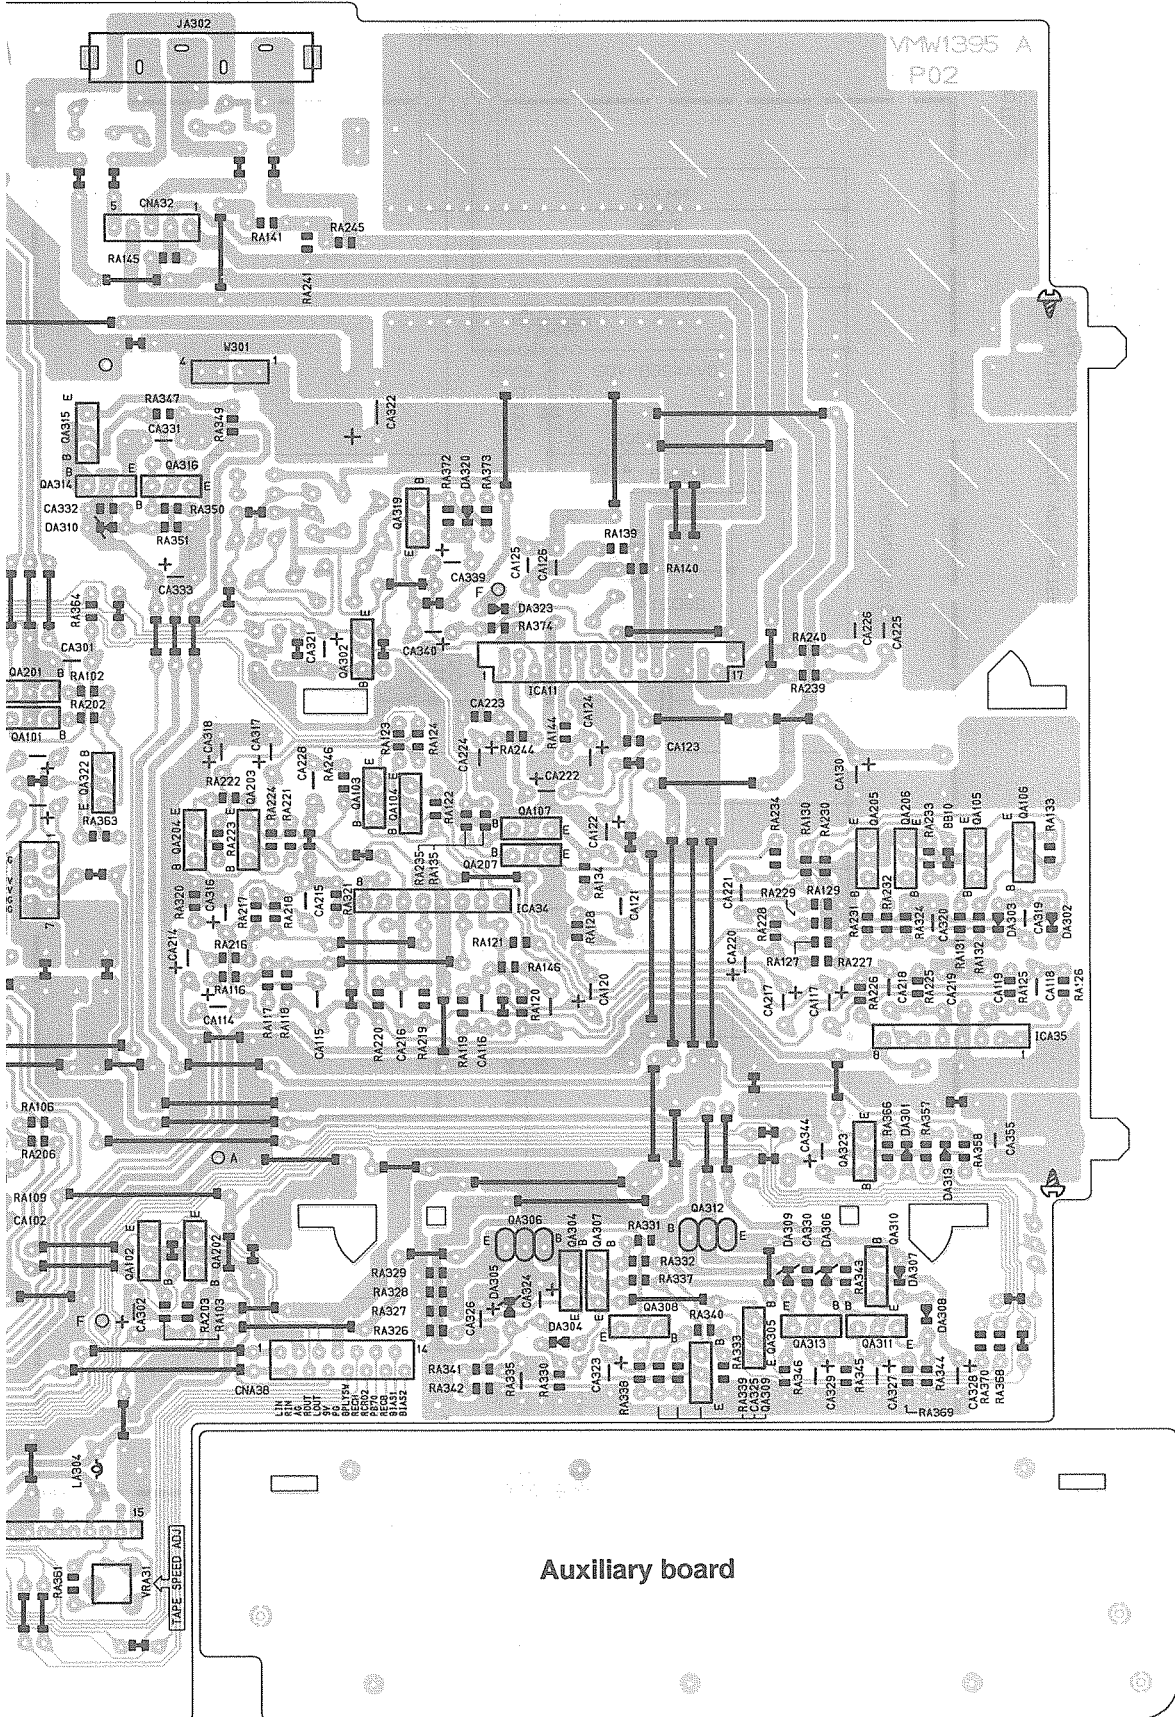 JA302
VMW1395 A
P02
5 CNA32 1
RA141
RA245
RA145
RA241
4 W301 1
E
RA347
CA322
QA315
CA331
RA349
B
B E QA316
QA314
B E
CA332
RA350
DA310
RA351
CA333
RA372
DA320
RA373
B
QA319
E
CA339
CA125
CA126
RA139
RA140
F
DA323
RA374
RA364
CA301
CA321
QA302
E
B
CA340
1 ICA11 17
RA240
RA239
CA226
CA225
QA201
RA102
B
RA202
QA101
B
CA318
CA317
CA228
RA246
RA123
RA124
CA223
CA224
RA244
RA144
CA124
CA123
CA222
CA130
QA322
B
E
RA363
RA222
QA203
RA224
RA221
QA103
QA104
RA122
QA107
B E
CA122
QA204
E
B
RA223
RA235
RA135
QA207
B E
RA134
CA121
RA234
RA130
RA230
QA205
QA206
RA233
BB10
QA105
QA106
RA133
RA320
CA316
RA217
RA218
CA215
RA321
8 ICA34
RA128
CA221
RA229
RA129
RA228
RA231
RA232
RA324
CA320
RA131
RA132
DA303
CA319
DA302
7
CA214
RA216
RA116
RA121
RA146
CA220
RA127
RA227
CA114
RA117
RA118
CA115
RA220
CA216
RA219
RA119
CA116
RA120
CA120
CA217
CA117
RA226
CA218
RA225
CA219
CA119
RA125
CA118
RA126
8 1 ICA35
RA106
RA206
A
CA344
QA323
E
B
RA366
DA301
RA357
DA313
RA358
CA355
RA109
CA102
QA102
QA202
E
B
QA306
E B
QA304
QA307
RA331
QA312
B E
RA332
RA337
DA309
CA330
DA306
QA310
RA343
DA307
DA308
RA329
RA328
RA327
RA326
DA305
CA324
CA326
DA304
QA308
RA340
RA333
QA305
QA313
QA311
F
CA302
RA203
RA103
1 14
CNA38
LIN
RIN
AG
ROUT
LOUT
9V
PG
BPLYSW
RECH1
RCHO2
PB70
RECB
BIAS1
BIAS2
RA341
RA342
RA335
RA330
CA323
RA338
RA339
CA325
QA309
RA346
CA329
RA345
CA327
RA344
CA328
RA370
RA368
RA369
LA304
15
RA361
VRA31
TAPE SPEED ADJ
Auxiliary board